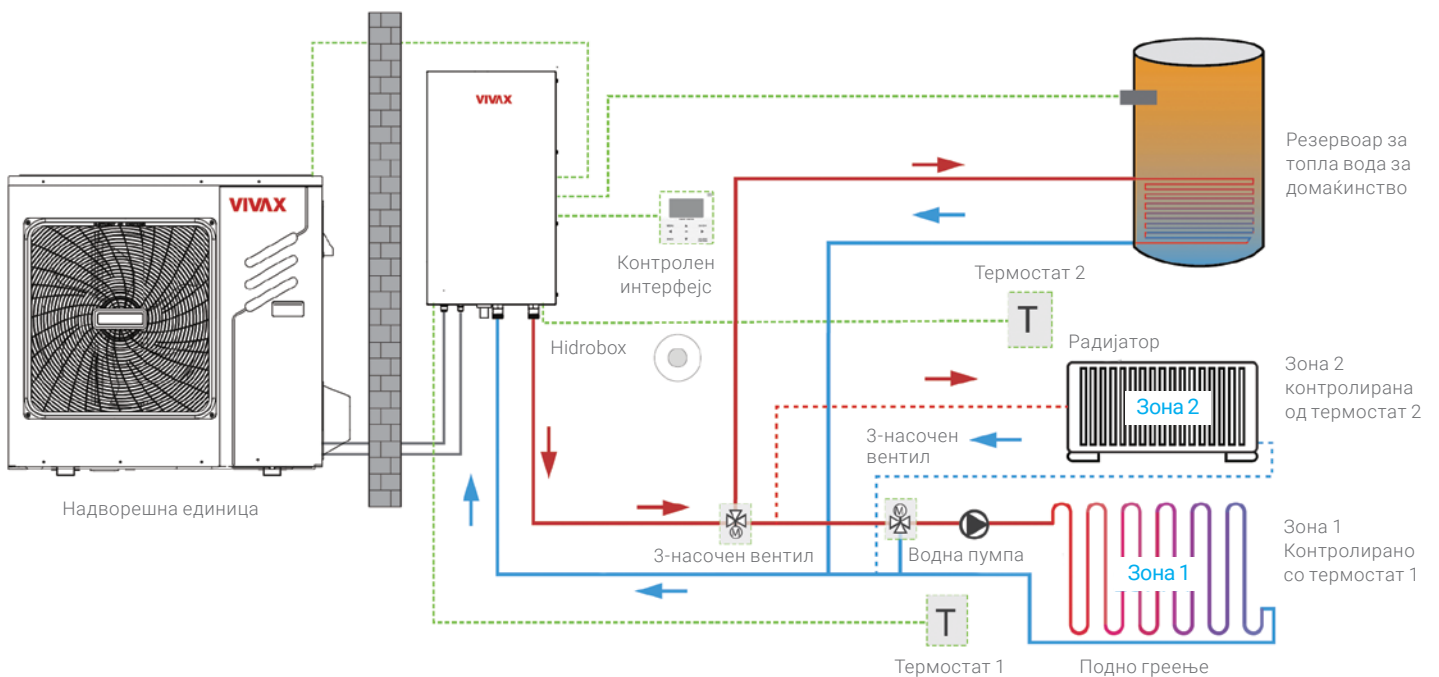 VIVAX
VIVAX
Резервоар за
топла вода за
домаќинство
Контролен
интерфејс
Термостат 2
T
Hidrobox
Радијатор
Зона 2
Зона 2
контролирана
од термостат 2
3-насочен
вентил
M
M
Надворешна единица
3-насочен вентил
Водна пумпа
Зона 1
Зона 1
Контролирано
со термостат 1
T
Термостат 1
Подно греење